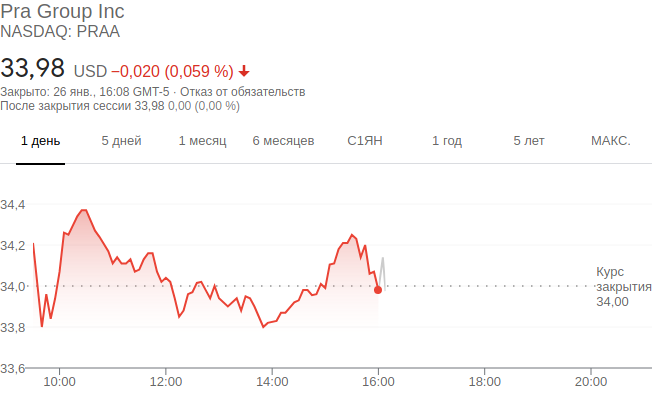 Pra Group Inc
NASDAQ: PRAA
33,98 USD −0,020 (0,059 %)
Закрыто: 26 янв., 16:08 GMT-5 · Отказ от обязательств
После закрытия сессии 33,98 0,00 (0,00 %)
1 день 5 дней 1 месяц 6 месяцев С1ЯН 1 год 5 лет МАКС.
34,4
34,2
34,0
33,8
33,6
Курс
закрытия
34,00
10:00 12:00 14:00 16:00 18:00 20:00